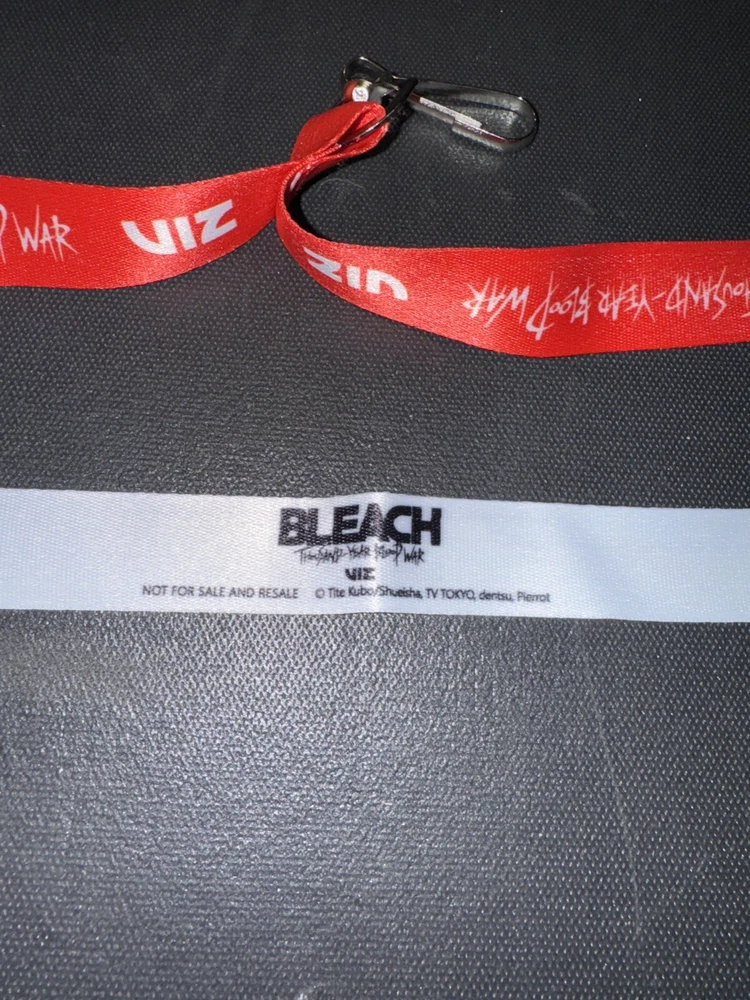 WAR VIZ
VIZ THOUSAND-YEAR BLOOD WAR
BLEACH
THOUSAND-YEAR BLOOD WAR
VIZ
NOT FOR SALE AND RESALE © Tite Kubo/Shueisha, TV TOKYO, dentsu, Pierrot